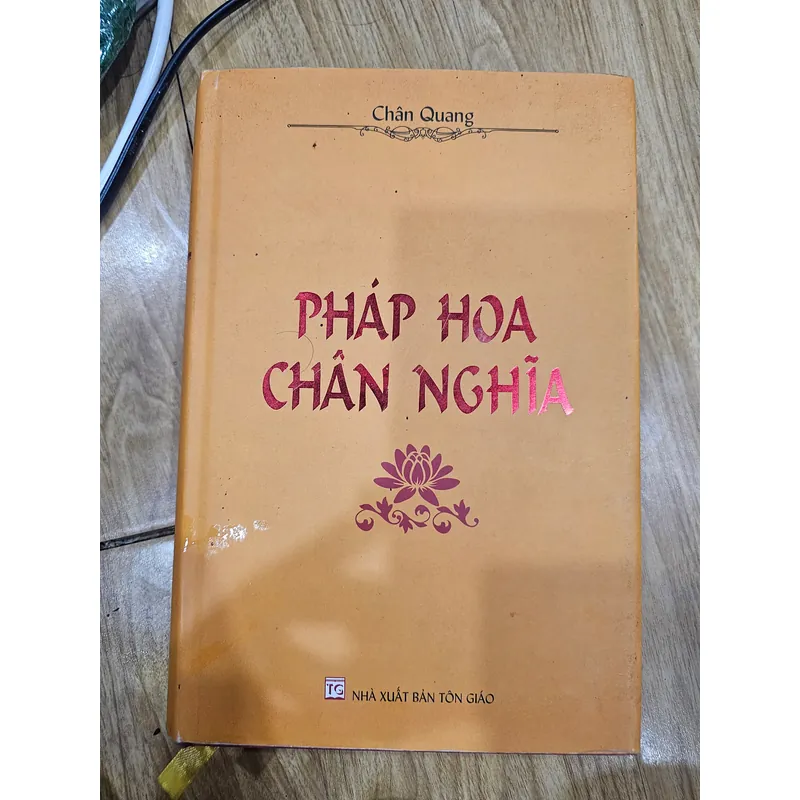 Chân Quang
PHÁP HOA
CHÂN NGHĨA
TG
NHÀ XUẤT BẢN TÔN GIÁO